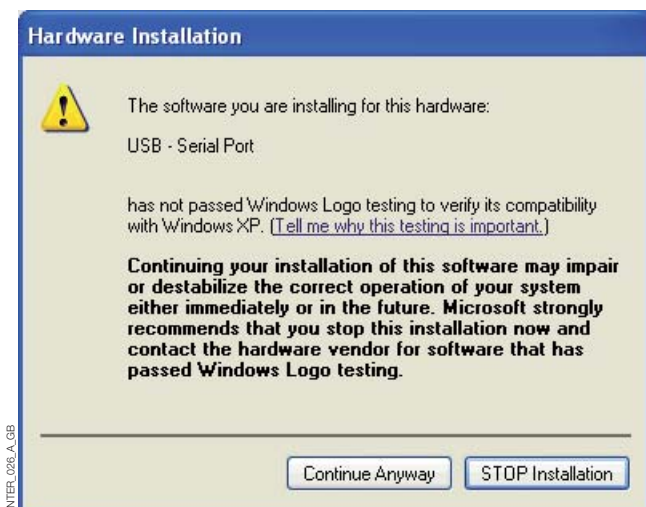 Hardware Installation
The software you are installing for this hardware:
USB - Serial Port
has not passed Windows Logo testing to verify its compatibility
with Windows XP. (Tell me why this testing is important.)
Continuing your installation of this software may impair
or destabilize the correct operation of your system
either immediately or in the future. Microsoft strongly
recommends that you stop this installation now and
contact the hardware vendor for software that has
passed Windows Logo testing.
Continue Anyway
STOP Installation
NTER_026_A_GB